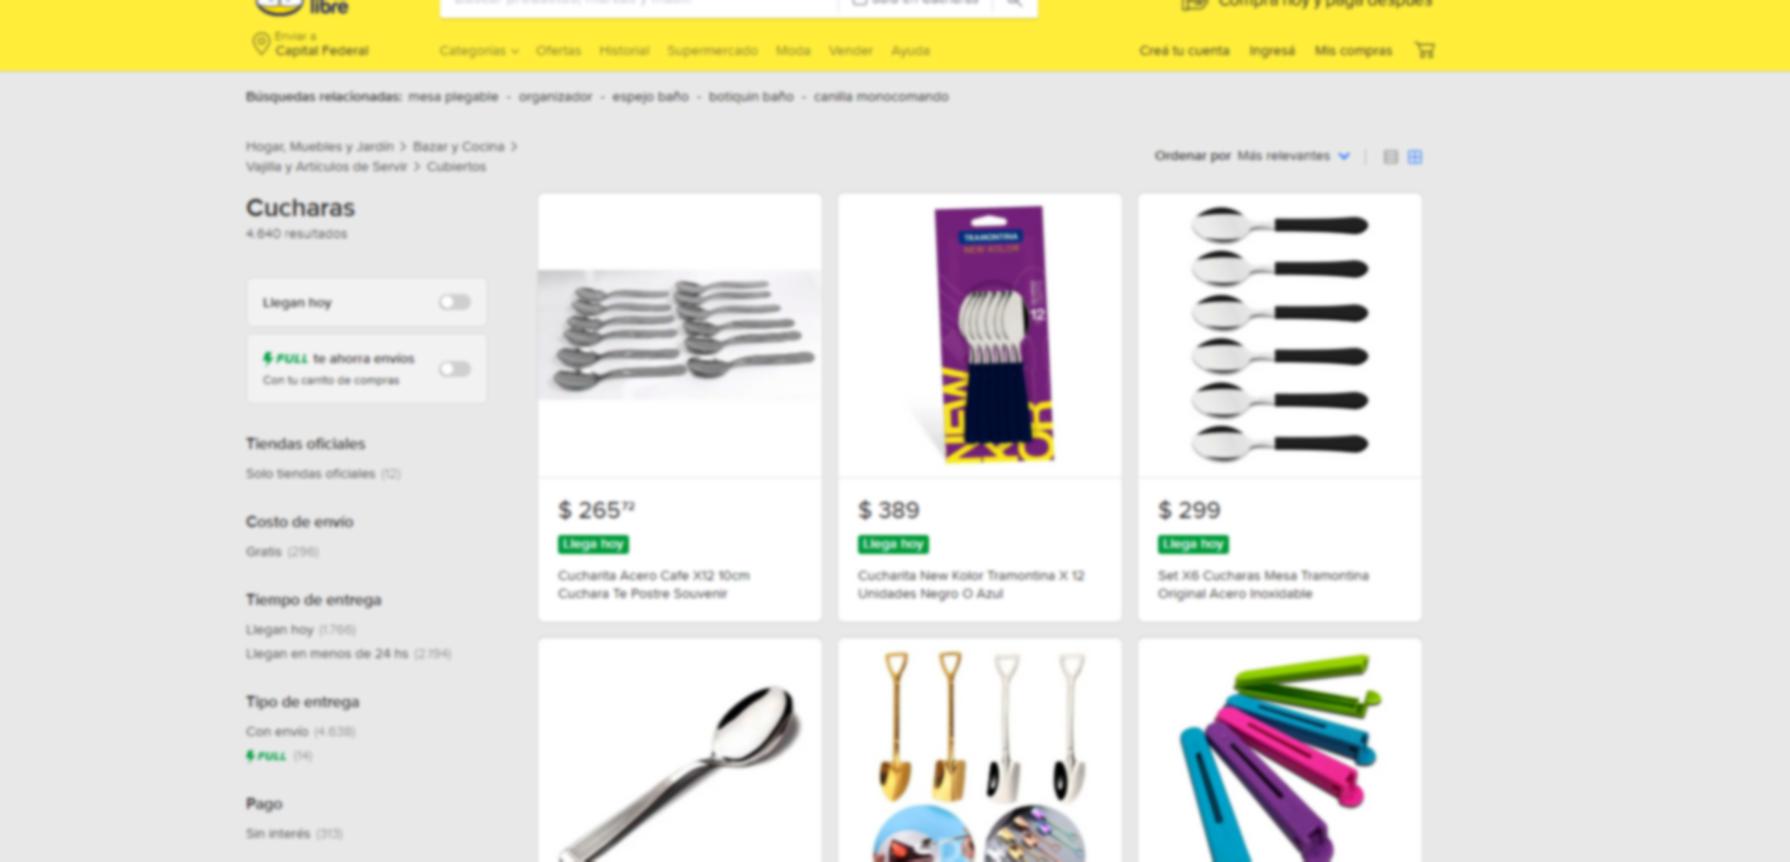 libre
Compra hoy y paga después
Enviar a
Capital Federal
Categorías Ofertas Historial Supermercado Moda Vender Ayuda
Creá tu cuenta Ingresá Mis compras
Búsquedas relacionadas: mesa plegable - organizador - espejo baño - botiquin baño - canilla monocomando
Hogar, Muebles y Jardín > Bazar y Cocina >
Vajilla y Artículos de Servir > Cubiertos
Ordenar por Más relevantes
Cucharas
4.640 resultados
Llegan hoy
FULL te ahorra envíos
Con tu carrito de compras
Tiendas oficiales
Solo tiendas oficiales (12)
Costo de envío
Gratis (296)
Tiempo de entrega
Llegan hoy (1.766)
Llegan en menos de 24 hs (2.194)
Tipo de entrega
Con envío (4.638)
FULL (14)
Pago
Sin interés (313)
$ 265 72
Llega hoy
Cucharita Acero Cafe X12 10cm
Cuchara Te Postre Souvenir
TRAMONTINA
NEW KOLOR
12
NEW
$ 389
Llega hoy
Cucharita New Kolor Tramontina X 12
Unidades Negro O Azul
$ 299
Llega hoy
Set X6 Cucharas Mesa Tramontina
Original Acero Inoxidable